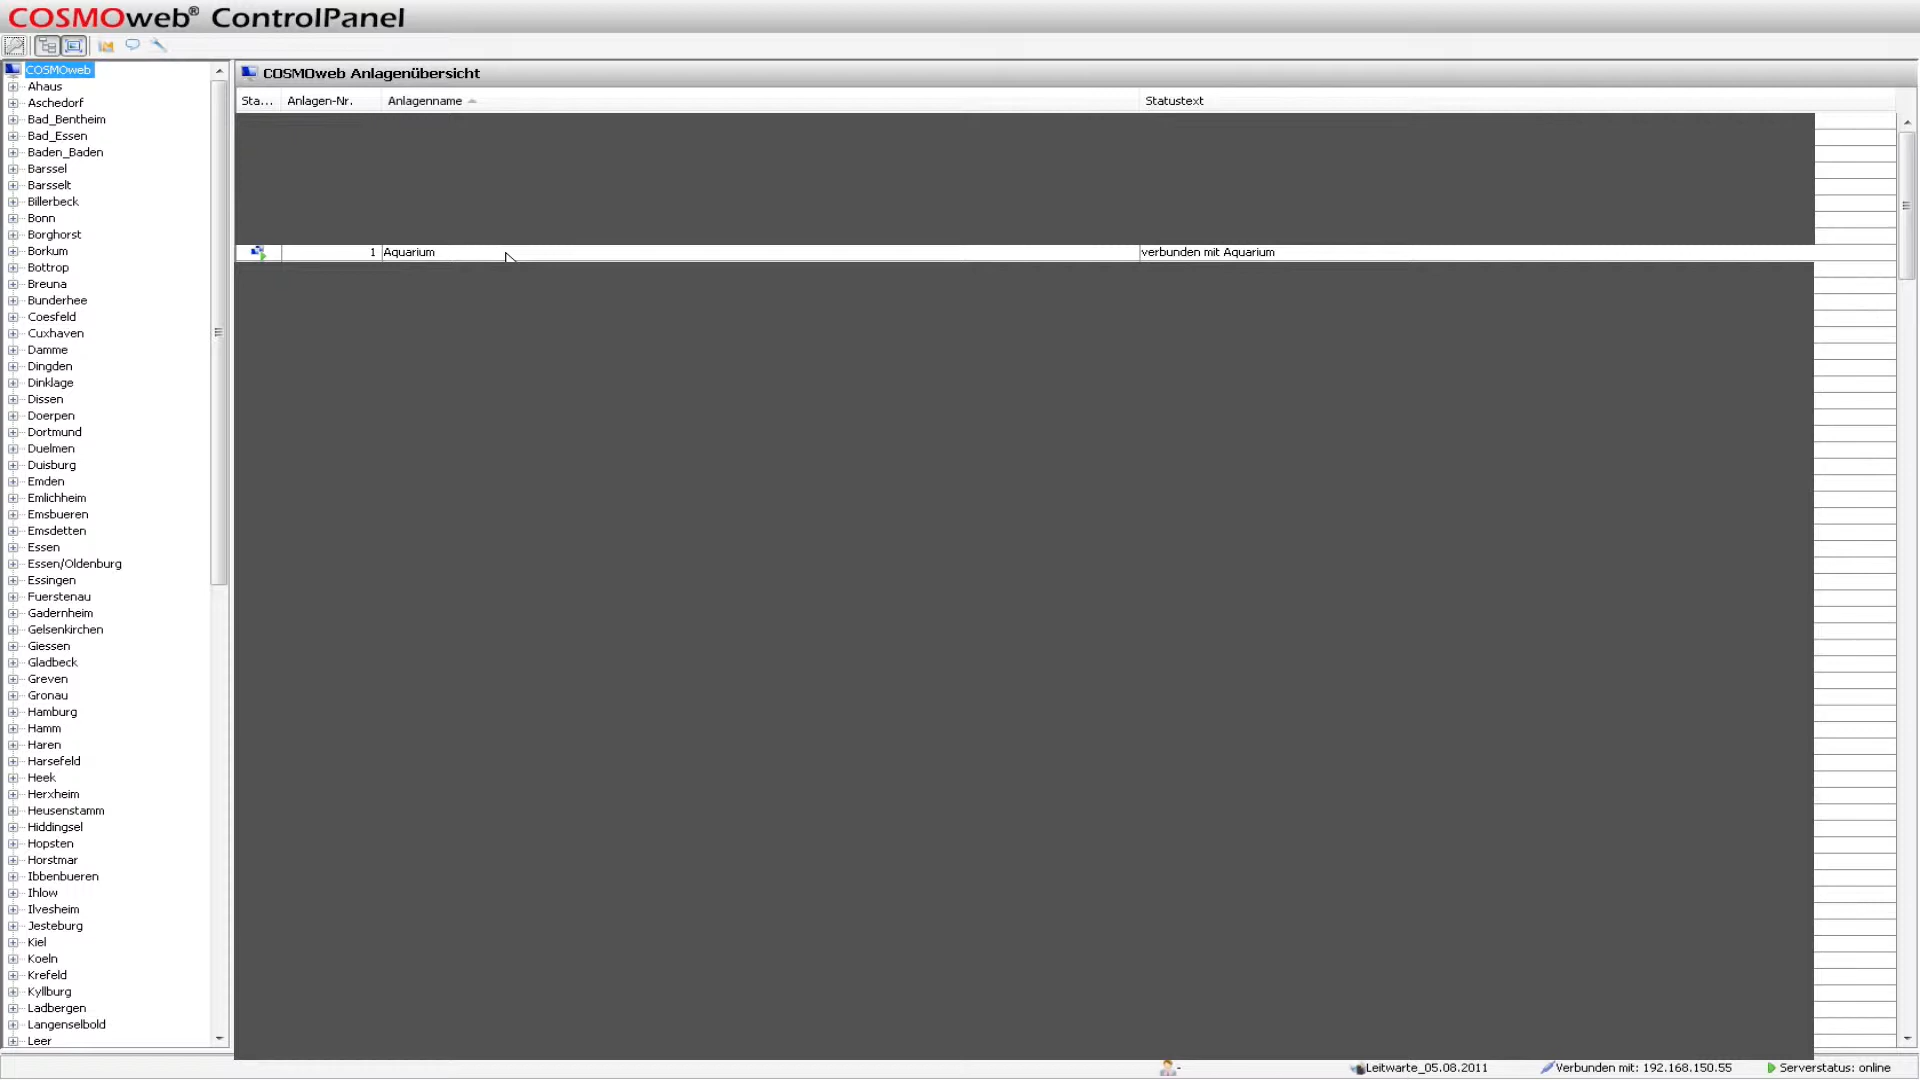 COSMOweb® ControlPanel
COSMOweb
Ahaus
Aschedorf
Bad_Bentheim
Bad_Essen
Baden_Baden
Barssel
Barsselt
Billerbeck
Bonn
Borghorst
Borkum
Bottrop
Breuna
Bunderhee
Coesfeld
Cuxhaven
Damme
Dingden
Dinklage
Dissen
Doerpen
Dortmund
Duelmen
Duisburg
Emden
Emlichheim
Emsbueren
Emsdetten
Essen
Essen/Oldenburg
Essingen
Fuerstenau
Gadernheim
Gelsenkirchen
Giessen
Gladbeck
Greven
Gronau
Hamburg
Hamm
Haren
Harsefeld
Heek
Herxheim
Heusenstamm
Hiddingsel
Hopsten
Horstmar
Ibbenbueren
Ihlow
Ilvesheim
Jesteburg
Kiel
Koeln
Krefeld
Kyllburg
Ladbergen
Langenselbold
Leer
COSMOweb Anlagenübersicht
Sta... Anlagen-Nr. Anlagenname Statustext
1 Aquarium verbunden mit Aquarium
- Leitwarte_05.08.2011 Verbunden mit: 192.168.150.55 Serverstatus: online